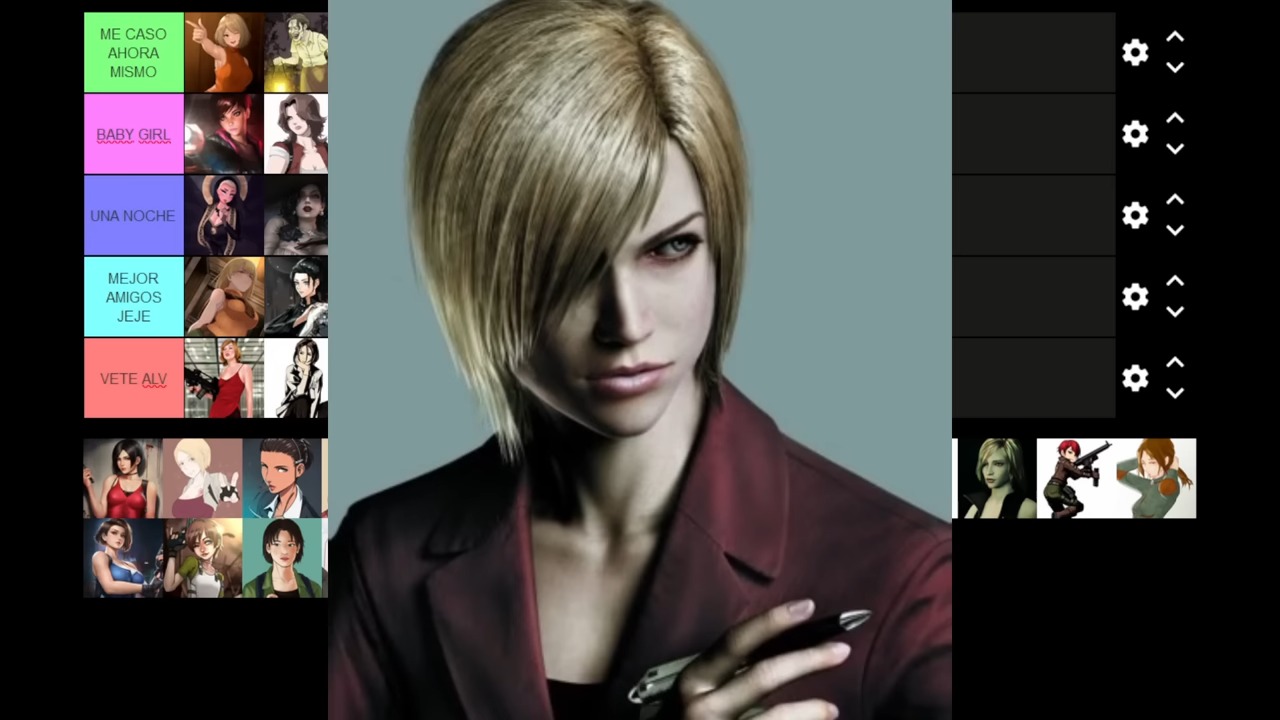 ME CASO
AHORA
MISMO
BABY GIRL
UNA NOCHE
MEJOR
AMIGOS
JEJE
VETE ALV